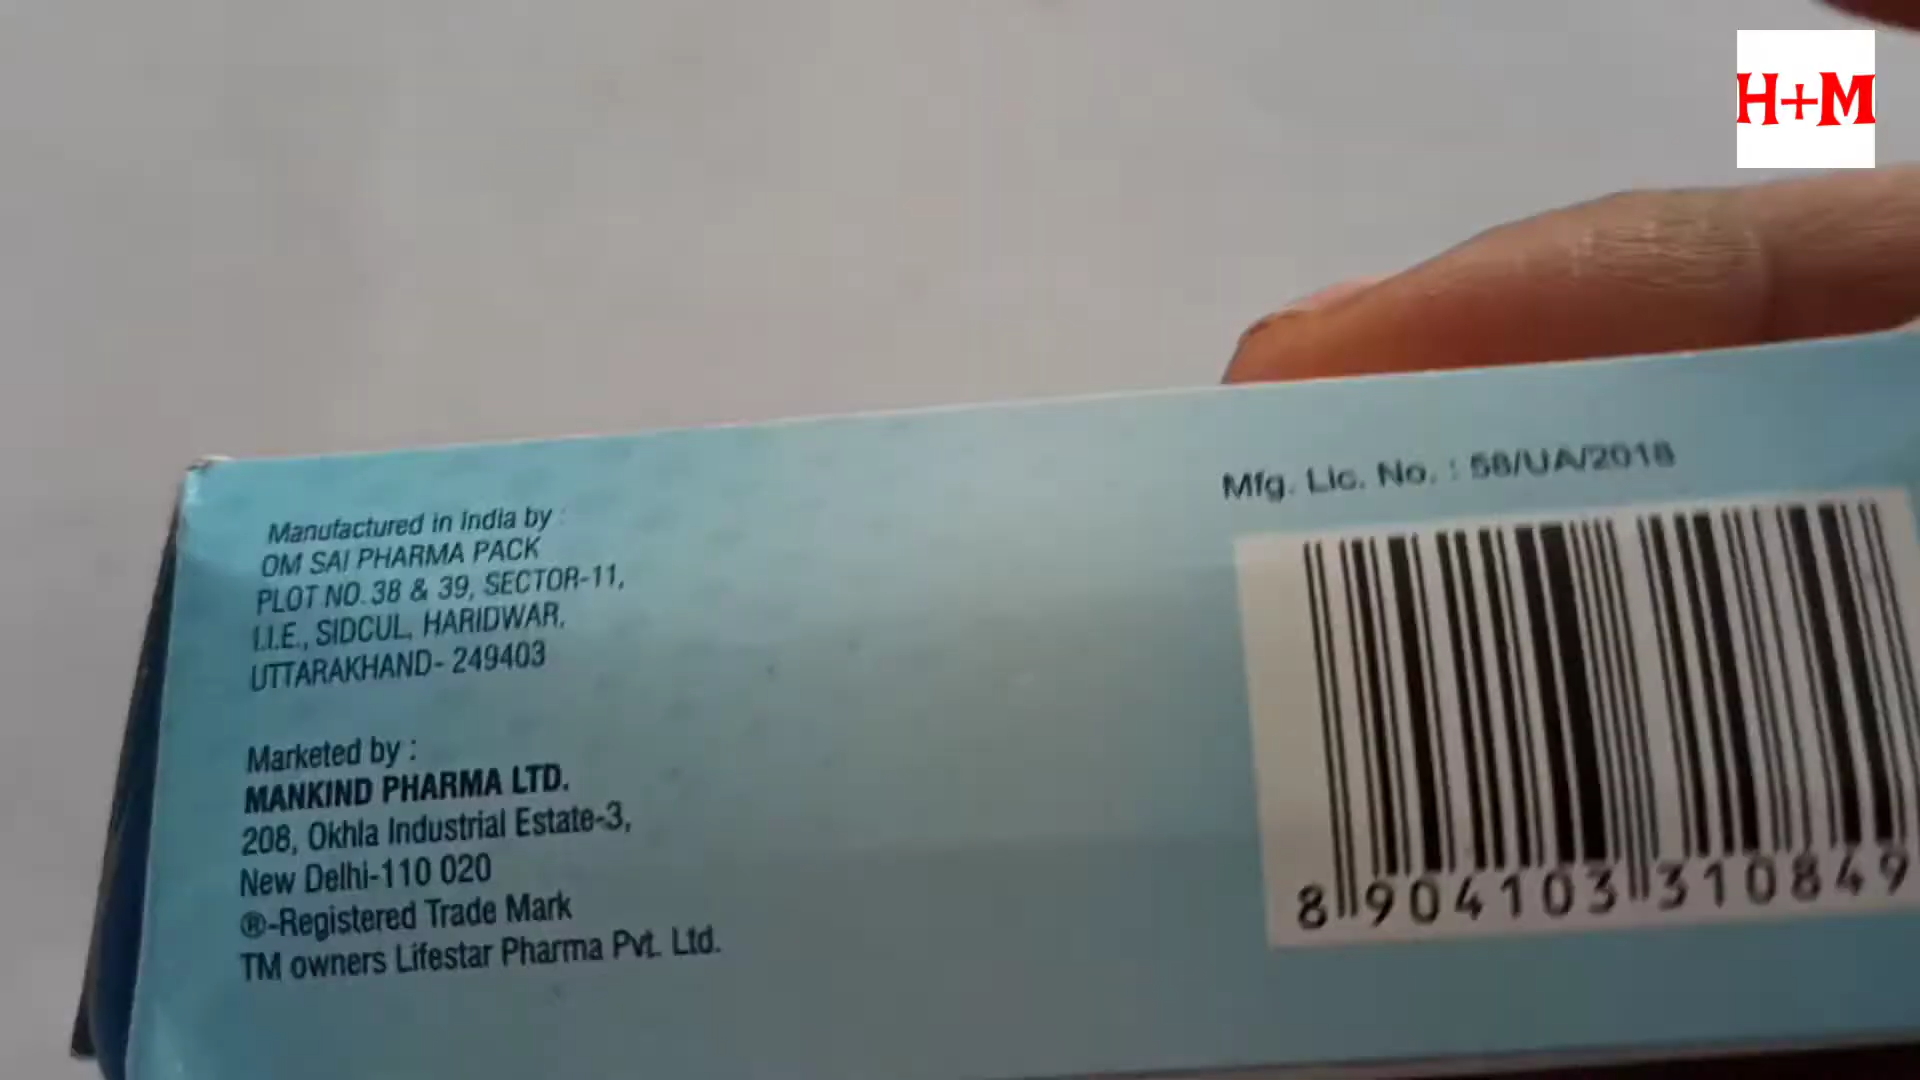 H+M
Manufactured in India by :
OM SAI PHARMA PACK
PLOT NO. 38 & 39, SECTOR-11,
I.I.E., SIDCUL, HARIDWAR,
UTTARAKHAND- 249403
Marketed by :
MANKIND PHARMA LTD.
208, Okhla Industrial Estate-3,
New Delhi-110 020
®-Registered Trade Mark
TM owners Lifestar Pharma Pvt. Ltd.
Mfg. Lic. No. : 58/UA/2018
8 904103 310849